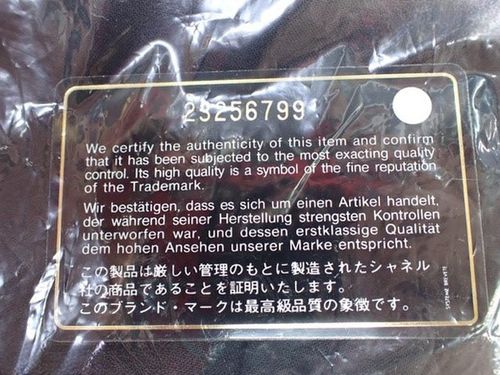 25256799
We certify the authenticity of this item and confirm
that it has been subjected to the most exacting quality
control. Its high quality is a symbol of the fine reputation
of the Trademark.
Wir bestätigen, dass es sich um einen Artikel handelt,
der während seiner Herstellung strengsten Kontrollen
unterworfen war, und dessen erstklassige Qualität
dem hohen Ansehen unserer Marke entspricht.
この製品は厳しい管理のもとに製造されたシャネル
社の商品であることを証明いたします。
このブランド・マークは最高級品質の象徴です。
SYSTEME BREVETE